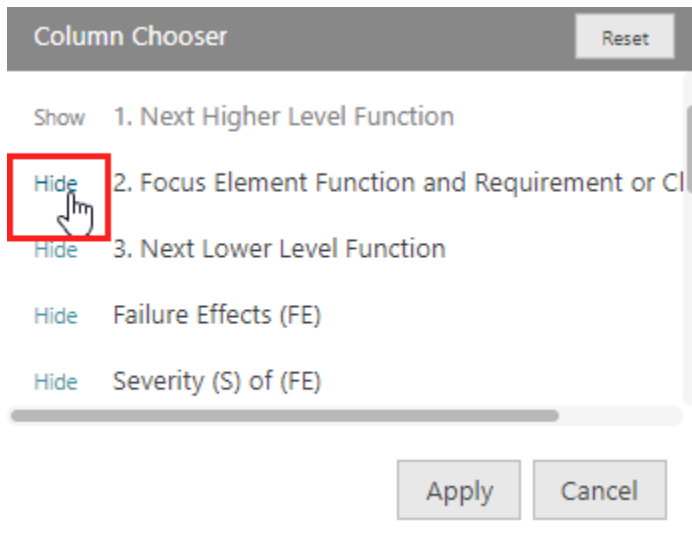 Column Chooser Reset
Show 1. Next Higher Level Function
Hide 2. Focus Element Function and Requirement or Cl
Hide 3. Next Lower Level Function
Hide Failure Effects (FE)
Hide Severity (S) of (FE)
Apply Cancel